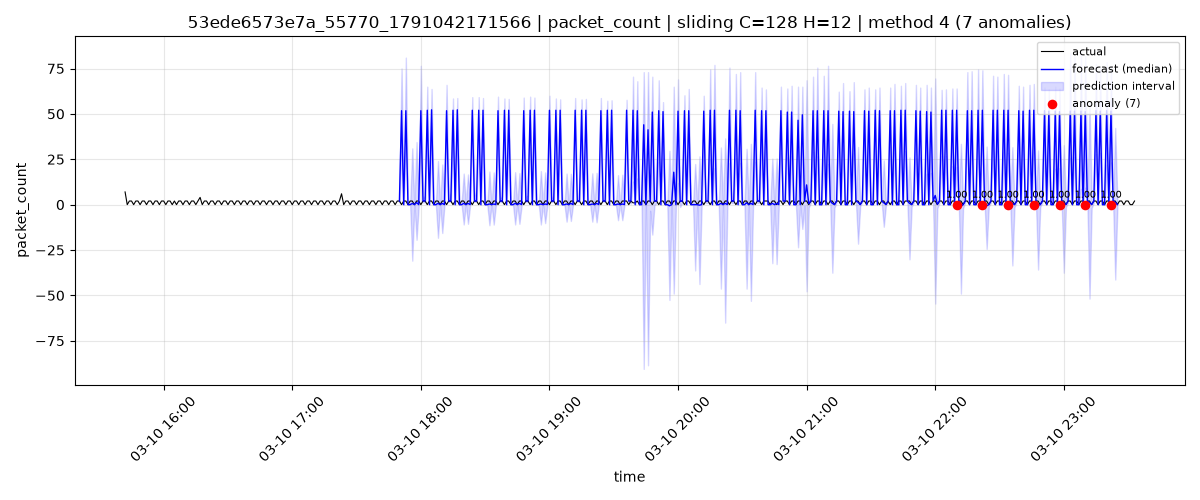 53ede6573e7a_55770_1791042171566 | packet_count | sliding C=128 H=12 | method 4 (7 anomalies)
actual
forecast (median)
prediction interval
anomaly (7)
packet_count
75
50
25
0
−25
−50
−75
1.00 1.00 1.00 1.00 1.00 1.00 1.00
03-10 16:00
03-10 17:00
03-10 18:00
03-10 19:00
03-10 20:00
03-10 21:00
03-10 22:00
03-10 23:00
time